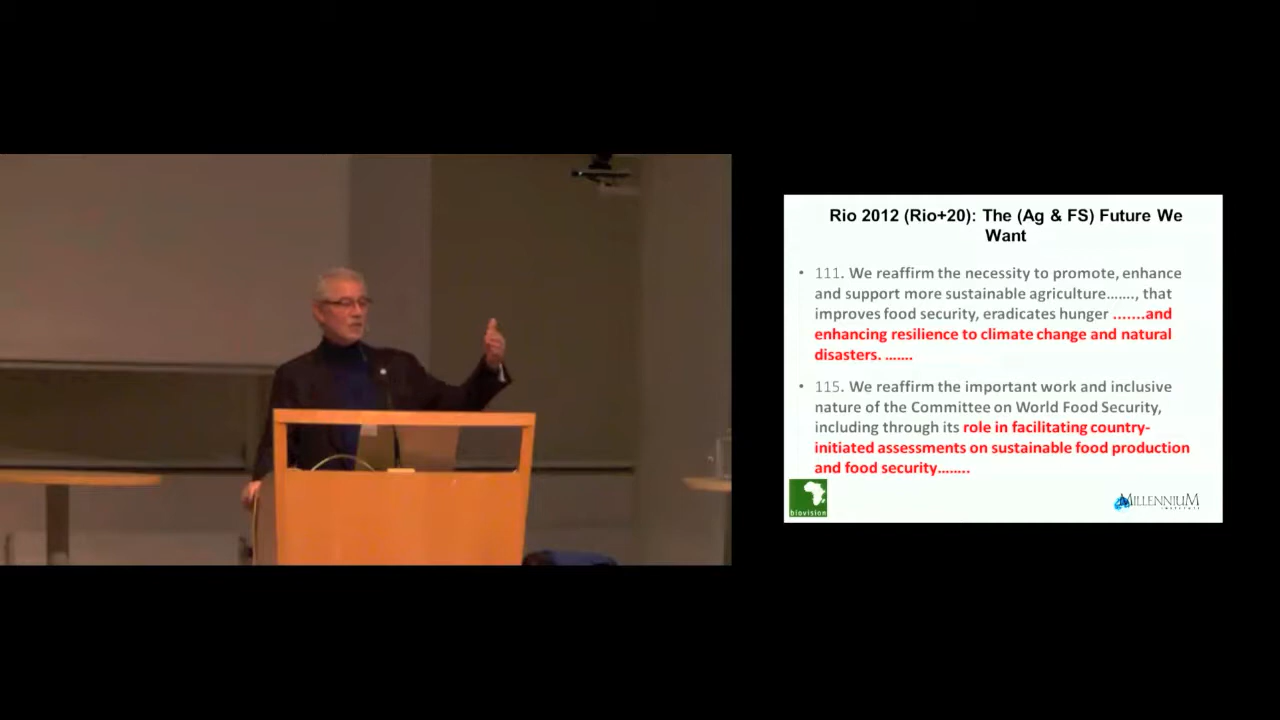 Rio 2012 (Rio+20): The (Ag & FS) Future We
Want
• 111. We reaffirm the necessity to promote, enhance
and support more sustainable agriculture……., that
improves food security, eradicates hunger .......and
enhancing resilience to climate change and natural
disasters. .......
• 115. We reaffirm the important work and inclusive
nature of the Committee on World Food Security,
including through its role in facilitating country-
initiated assessments on sustainable food production
and food security........
biovision
MILLENNIUM
INSTITUTE